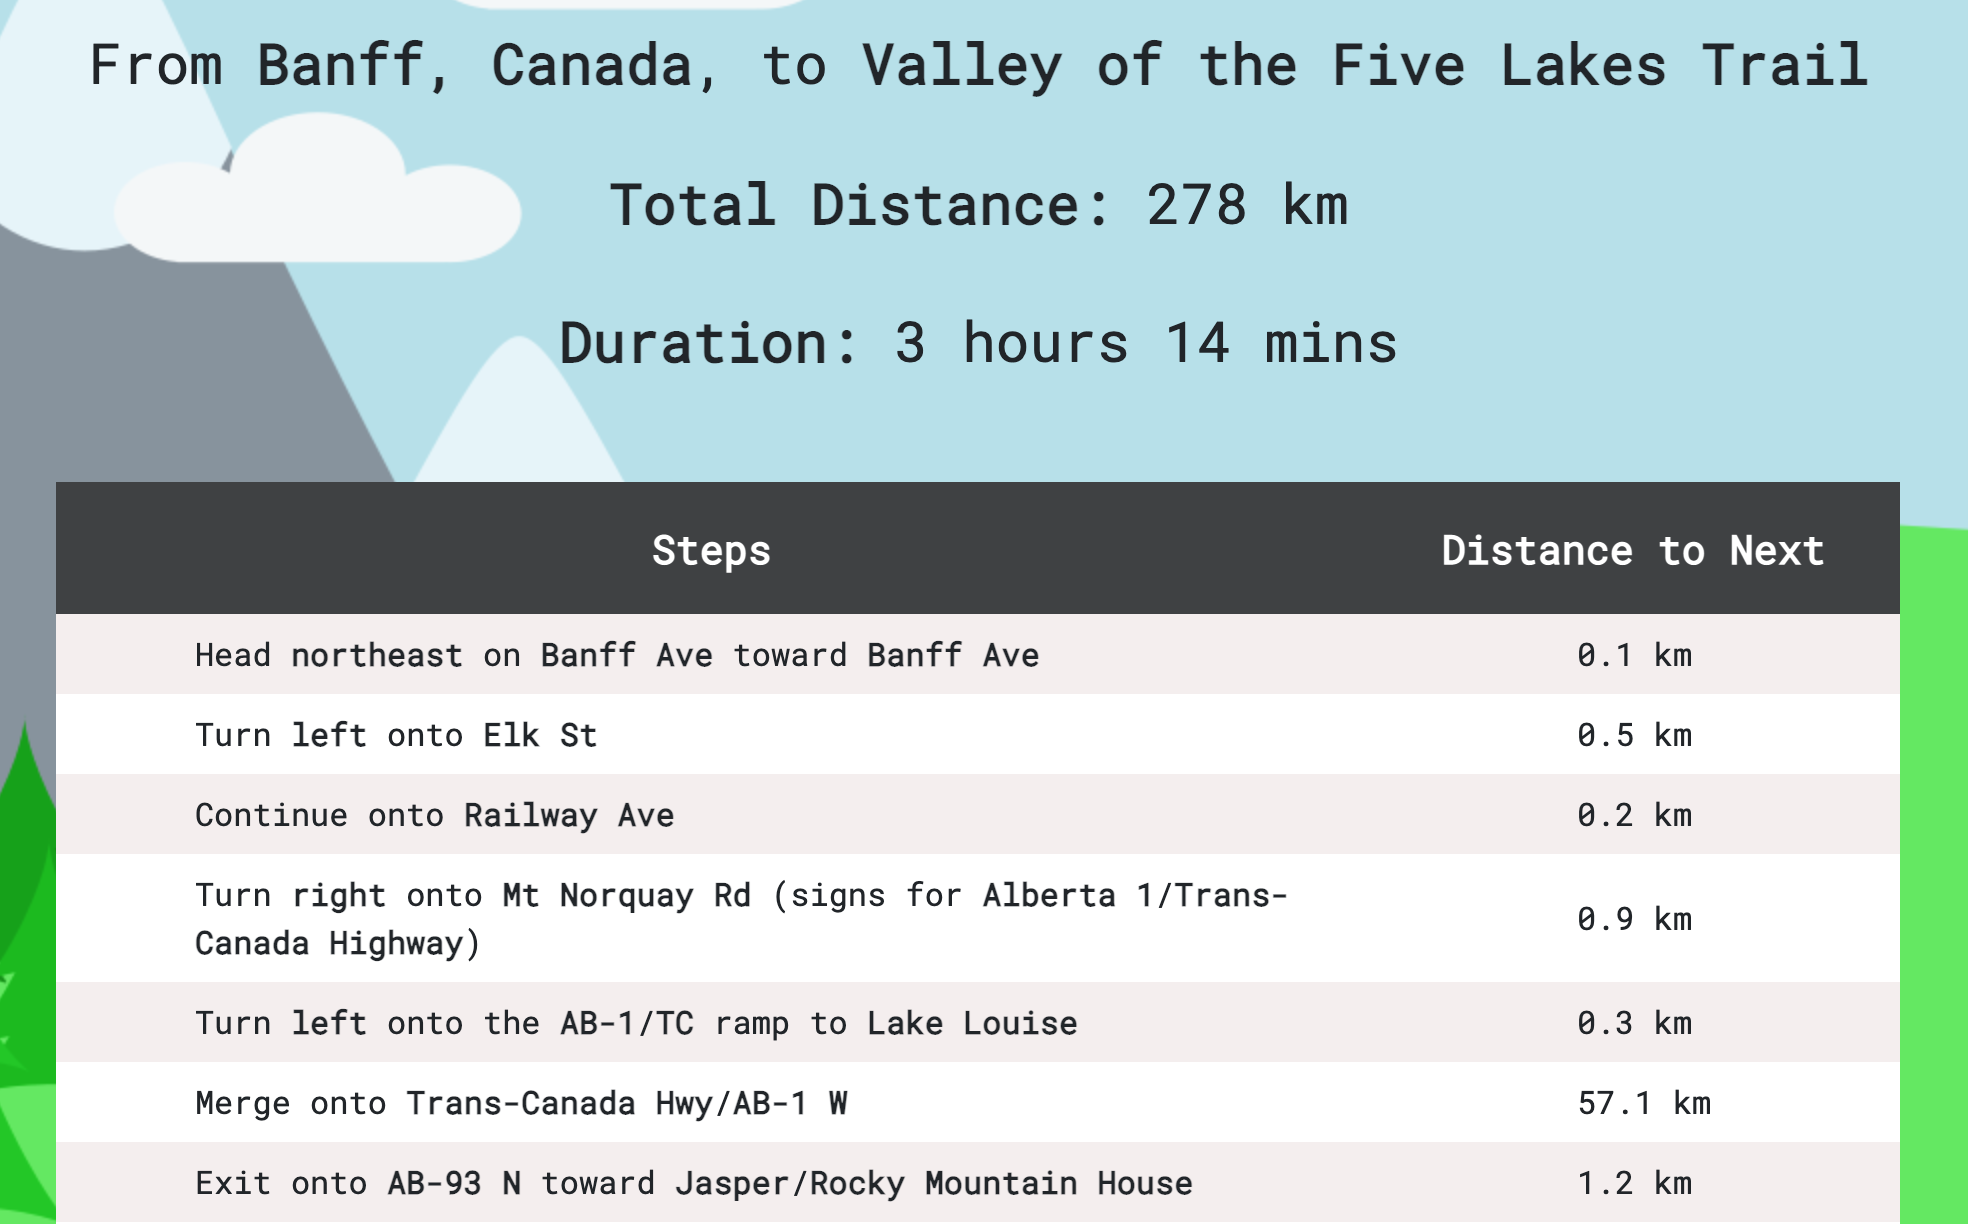 From Banff, Canada, to Valley of the Five Lakes Trail
Total Distance: 278 km
Duration: 3 hours 14 mins
Steps Distance to Next
Head northeast on Banff Ave toward Banff Ave 0.1 km
Turn left onto Elk St 0.5 km
Continue onto Railway Ave 0.2 km
Turn right onto Mt Norquay Rd (signs for Alberta 1/Trans-
Canada Highway) 0.9 km
Turn left onto the AB-1/TC ramp to Lake Louise 0.3 km
Merge onto Trans-Canada Hwy/AB-1 W 57.1 km
Exit onto AB-93 N toward Jasper/Rocky Mountain House 1.2 km